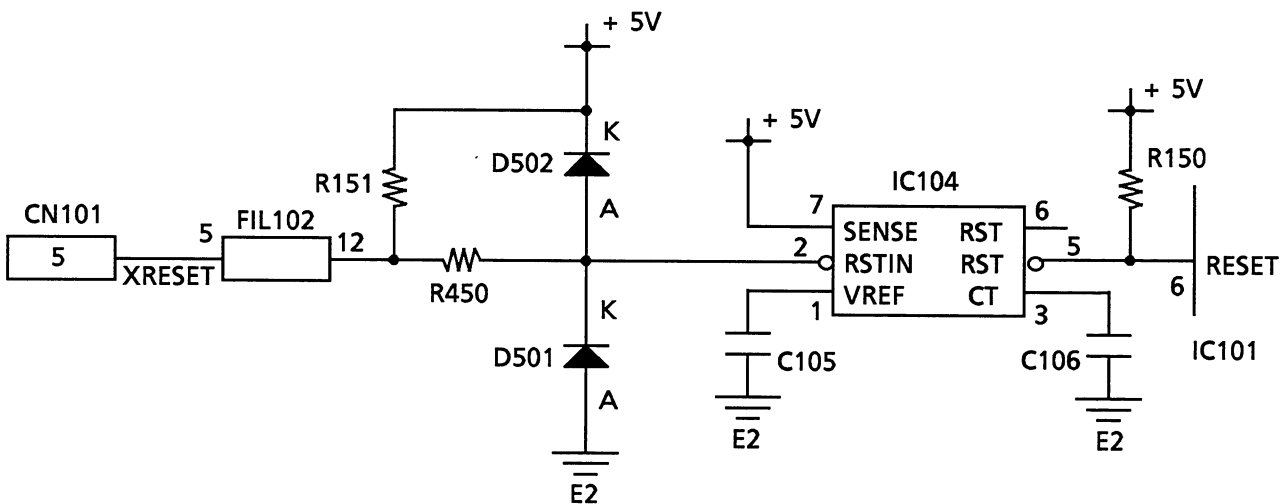 + 5V
K
D502
A
R151
CN101
5
XRESET
5
FIL102
12
R450
K
D501
A
E2
+ 5V
IC104
7
SENSE
RST
6
2
RSTIN
RST
5
1
VREF
CT
3
C105
E2
C106
E2
+ 5V
R150
RESET
6
IC101